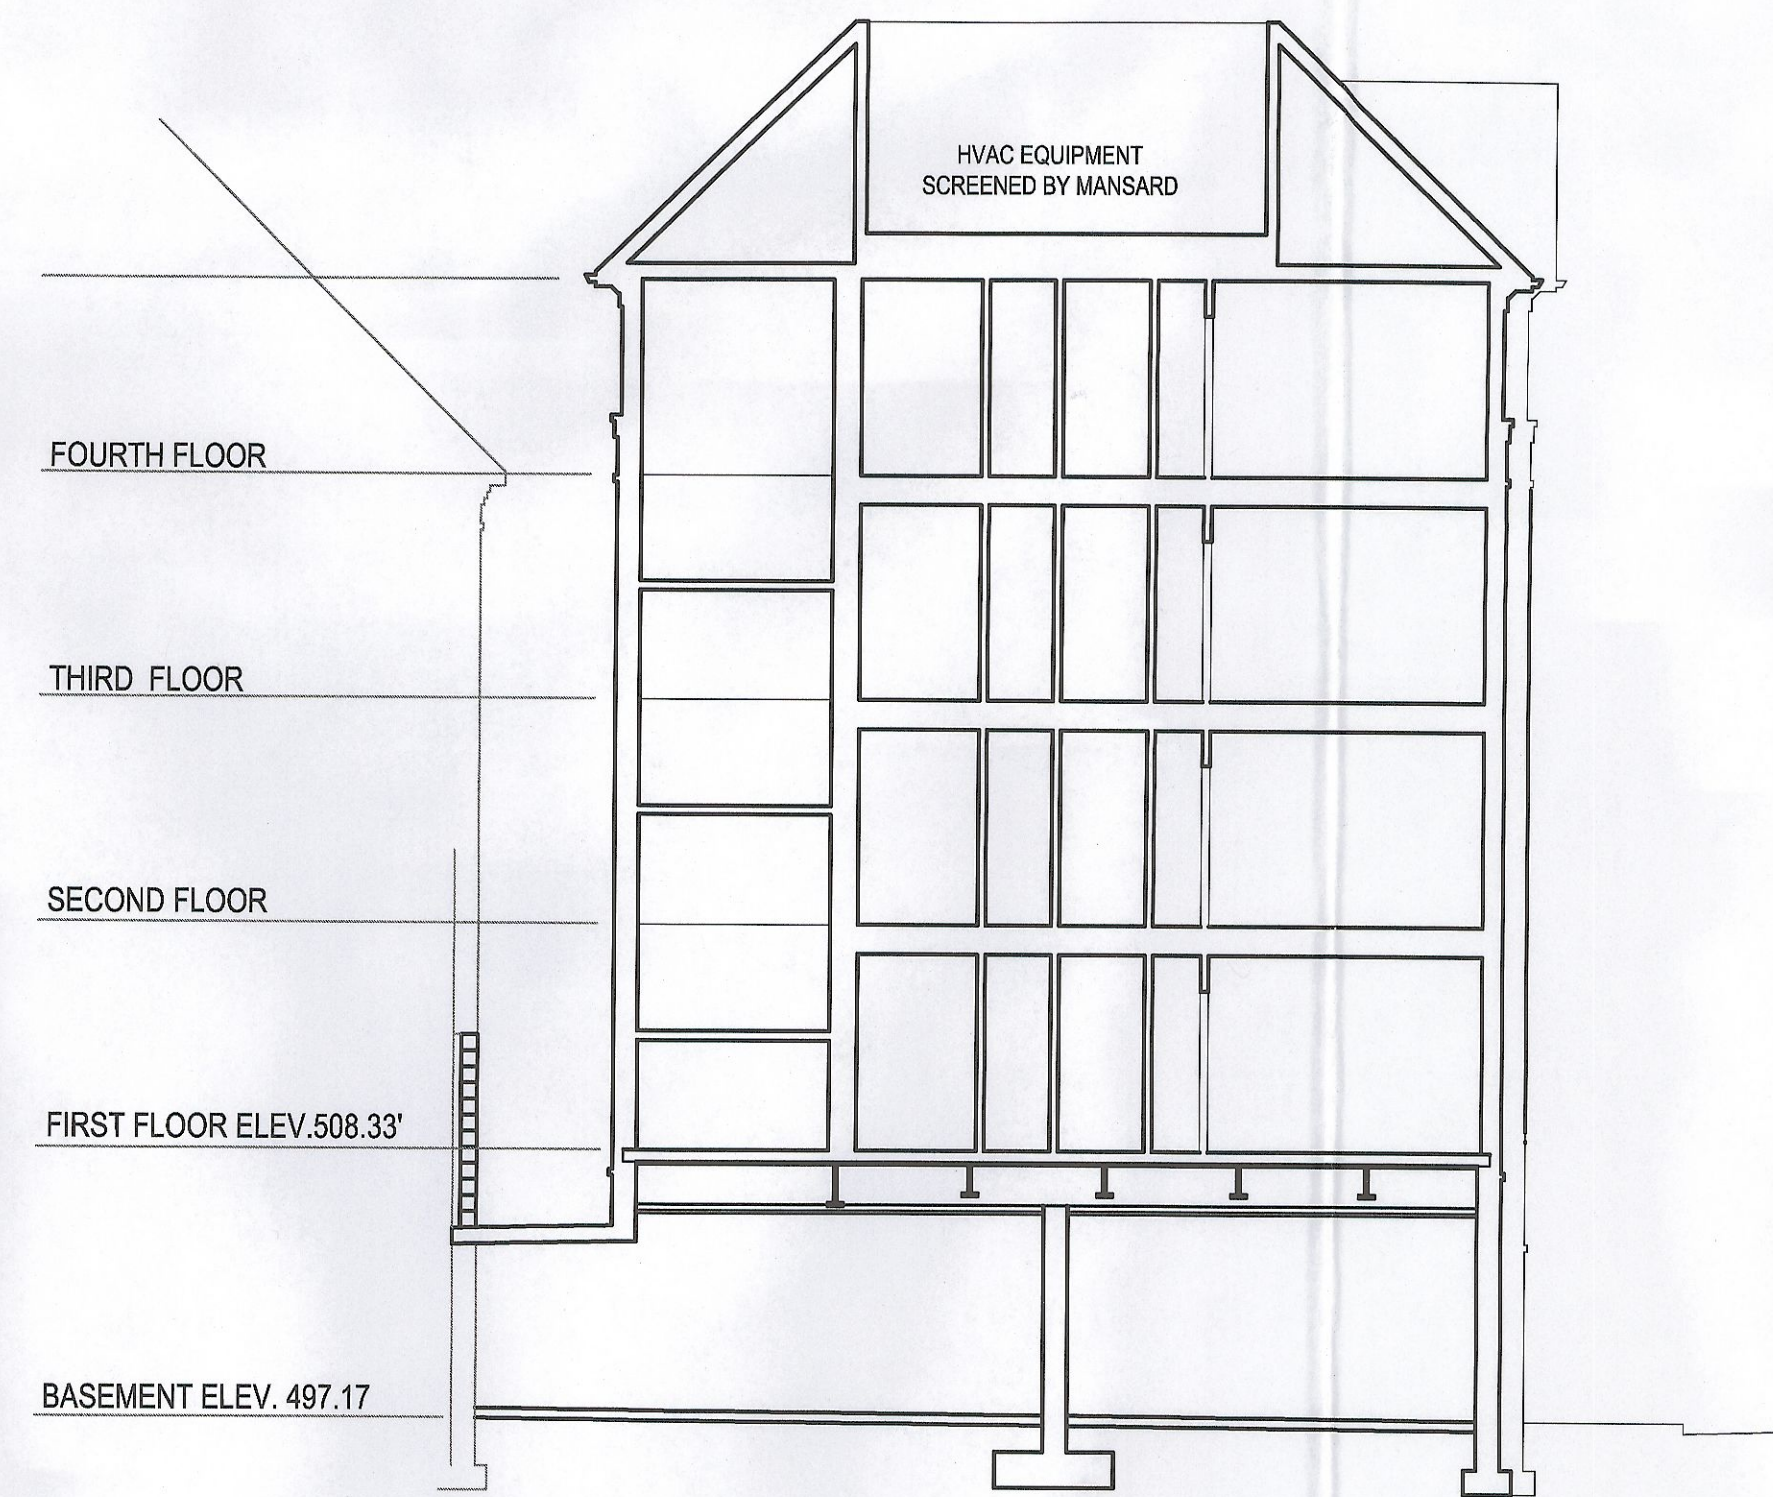 HVAC EQUIPMENT
SCREENED BY MANSARD
FOURTH FLOOR
THIRD FLOOR
SECOND FLOOR
FIRST FLOOR ELEV.508.33'
BASEMENT ELEV. 497.17